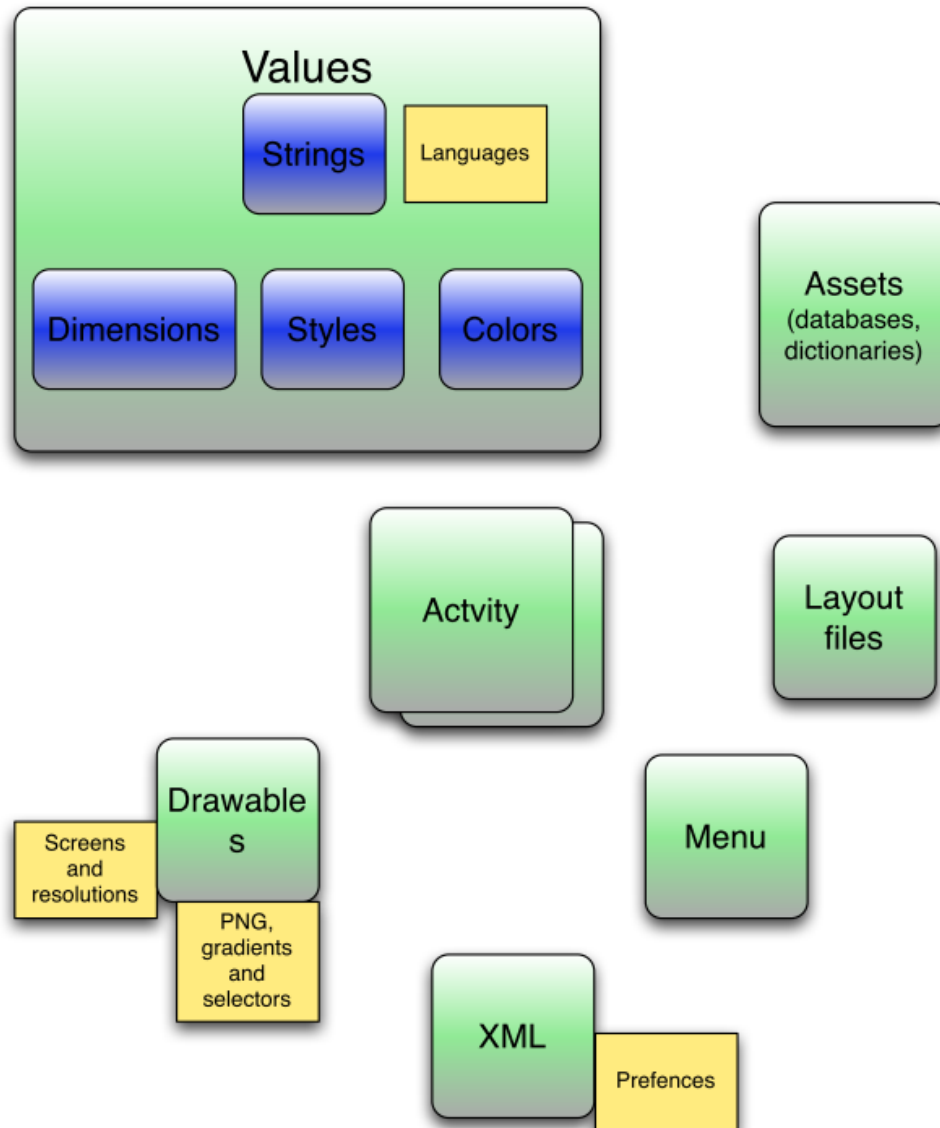 Values
Strings
Languages
Dimensions
Styles
Colors
Assets
(databases,
dictionaries)
Actvity
Layout
files
Drawable
s
Screens
and
resolutions
PNG,
gradients
and
selectors
Menu
XML
Prefences